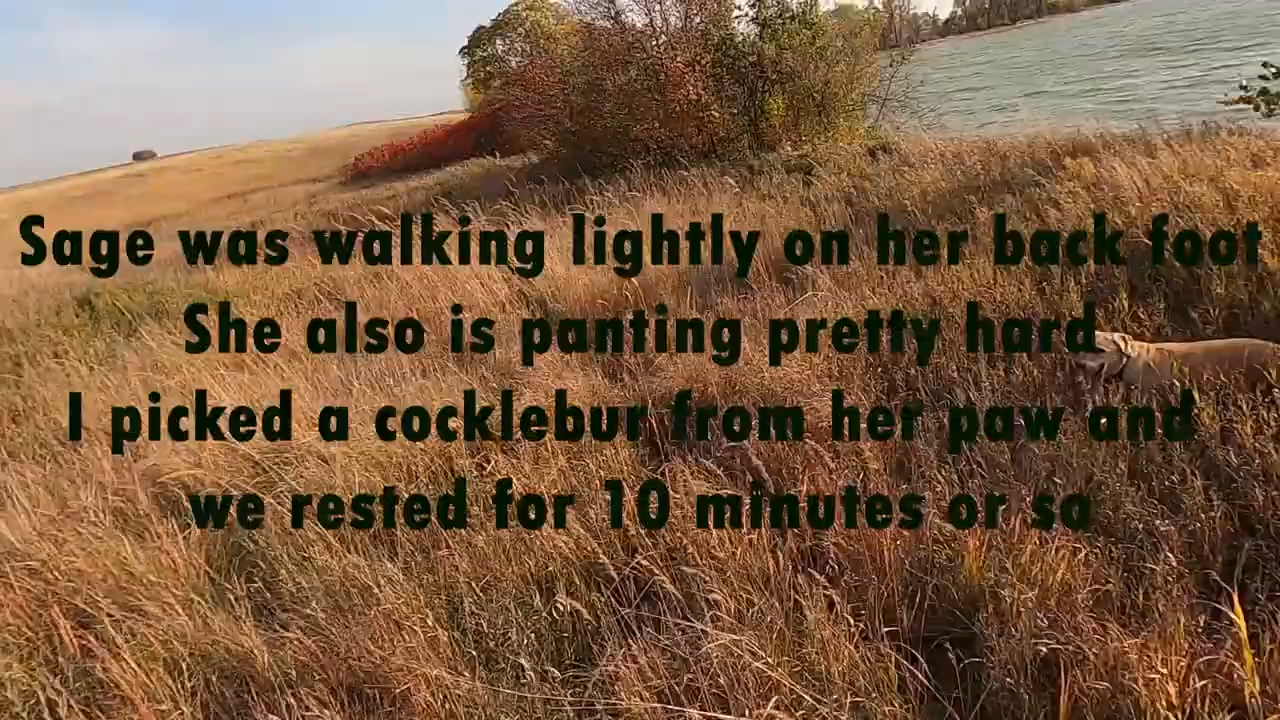 Sage was walking lightly on her back foot
She also is panting pretty hard
I picked a cocklebur from her paw and
we rested for 10 minutes or so